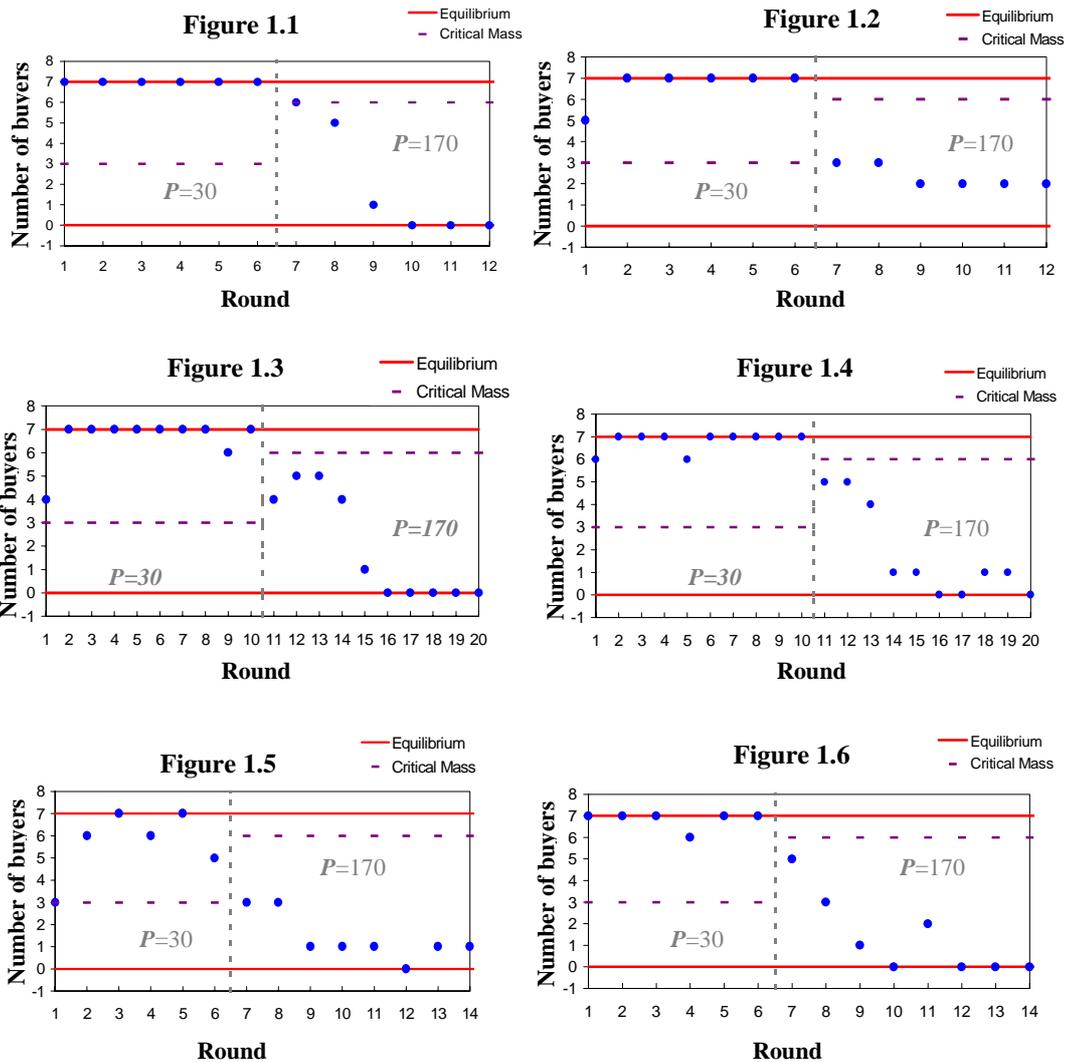 Figure 1.1
Equilibrium
Critical Mass
Number of buyers
8
7
6
5
4
3
2
1
0
-1
P=30
P=170
1 2 3 4 5 6 7 8 9 10 11 12
Round
Figure 1.2
Equilibrium
Critical Mass
Number of buyers
8
7
6
5
4
3
2
1
0
-1
P=30
P=170
1 2 3 4 5 6 7 8 9 10 11 12
Round
Figure 1.3
Equilibrium
Critical Mass
Number of buyers
8
7
6
5
4
3
2
1
0
-1
P=30
P=170
1 2 3 4 5 6 7 8 9 10 11 12 13 14 15 16 17 18 19 20
Round
Figure 1.4
Equilibrium
Critical Mass
Number of buyers
8
7
6
5
4
3
2
1
0
-1
P=30
P=170
1 2 3 4 5 6 7 8 9 10 11 12 13 14 15 16 17 18 19 20
Round
Figure 1.5
Equilibrium
Critical Mass
Number of buyers
8
7
6
5
4
3
2
1
0
-1
P=30
P=170
1 2 3 4 5 6 7 8 9 10 11 12 13 14
Round
Figure 1.6
Equilibrium
Critical Mass
Number of buyers
8
7
6
5
4
3
2
1
0
-1
P=30
P=170
1 2 3 4 5 6 7 8 9 10 11 12 13 14
Round